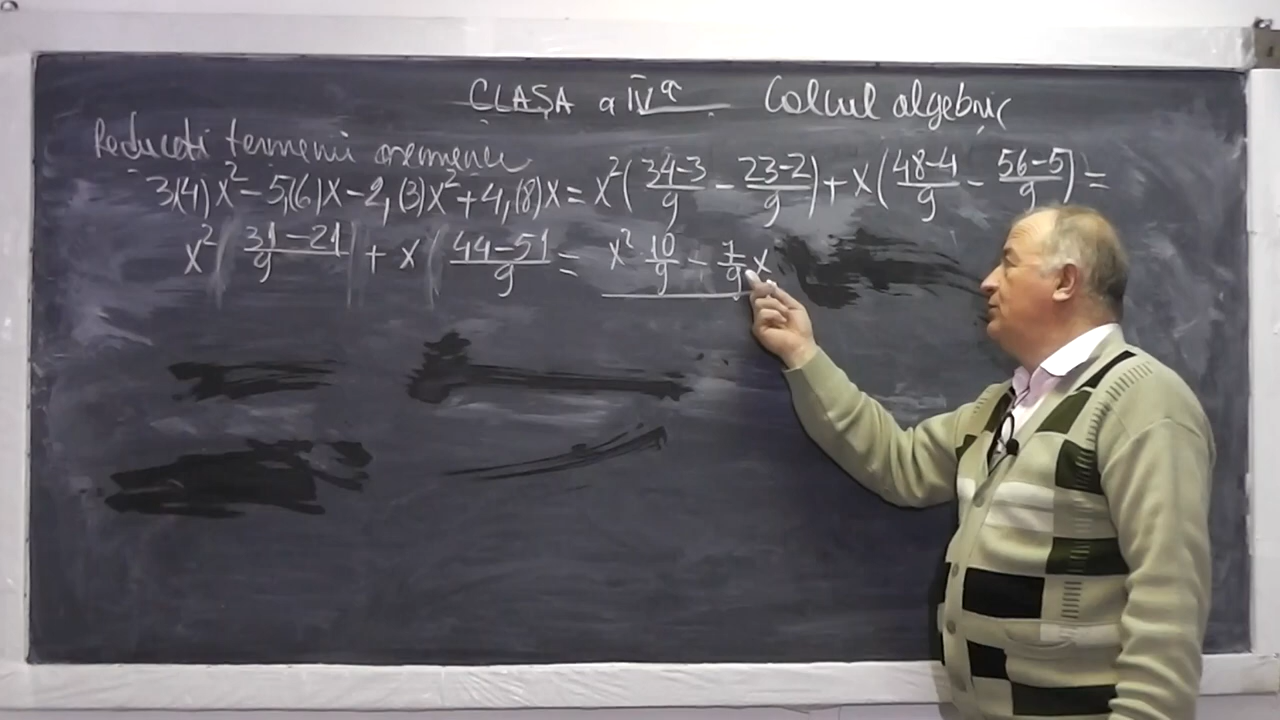 CLASA a IVª Calcul algebric
Reduceți termenii asemenea
3,(4)x² - 5,(6)x - 2,(3)x² + 4,(8)x = x²(34-3/9 - 23-2/9) + x(48-4/9 - 56-5/9) =
x²(31-21/9) + x(44-51/9) = x² 10/9 - 7/9 x